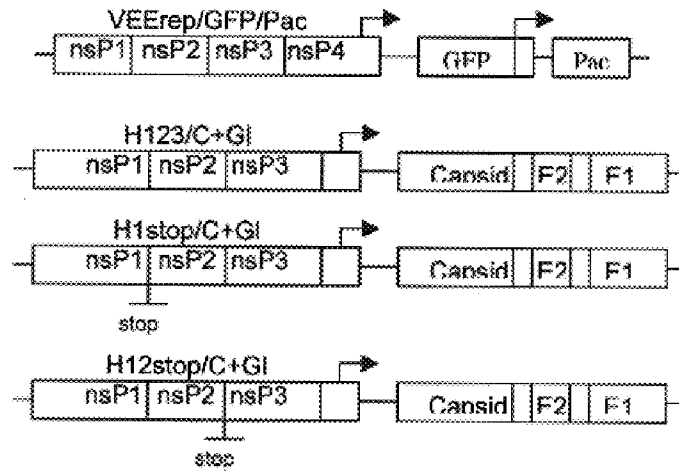 VEErep/GFP/Pac
nsP1 nsP2 nsP3 nsP4 GFP Pac
H123/C+Gl
nsP1 nsP2 nsP3 Capsid E2 E1
H1stop/C+Gl
nsP1 nsP2 nsP3 Capsid E2 E1
stop
H12stop/C+Gl
nsP1 nsP2 nsP3 Capsid E2 E1
stop